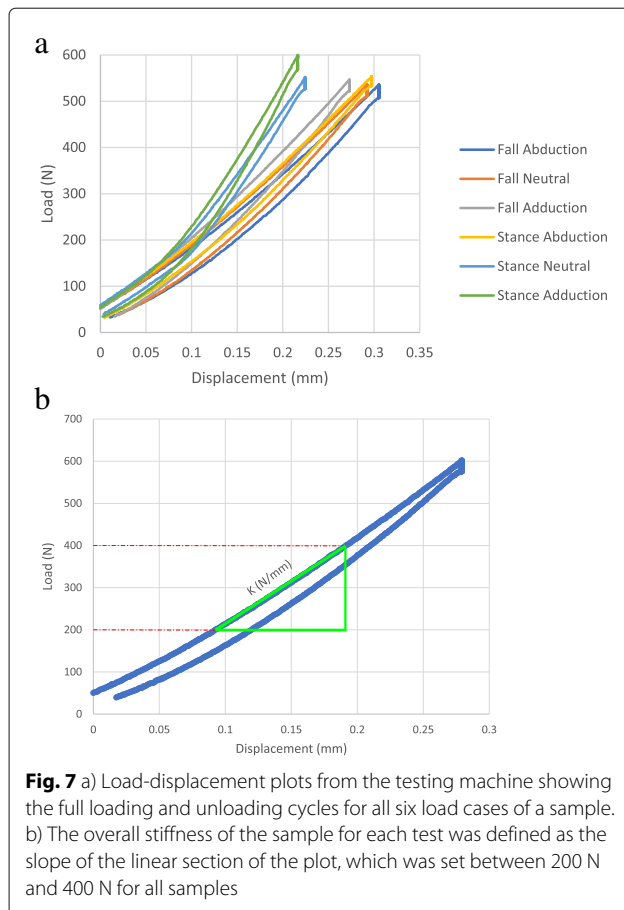 a
600
500
400
300
200
100
0
Load (N)
0 0.05 0.1 0.15 0.2 0.25 0.3 0.35
Displacement (mm)
Fall Abduction
Fall Neutral
Fall Adduction
Stance Abduction
Stance Neutral
Stance Adduction
b
700
600
500
400
300
200
100
0
Load (N)
K (N/mm)
0 0.05 0.1 0.15 0.2 0.25 0.3
Displacement (mm)
Fig. 7 a) Load-displacement plots from the testing machine showing
the full loading and unloading cycles for all six load cases of a sample.
b) The overall stiffness of the sample for each test was defined as the
slope of the linear section of the plot, which was set between 200 N
and 400 N for all samples